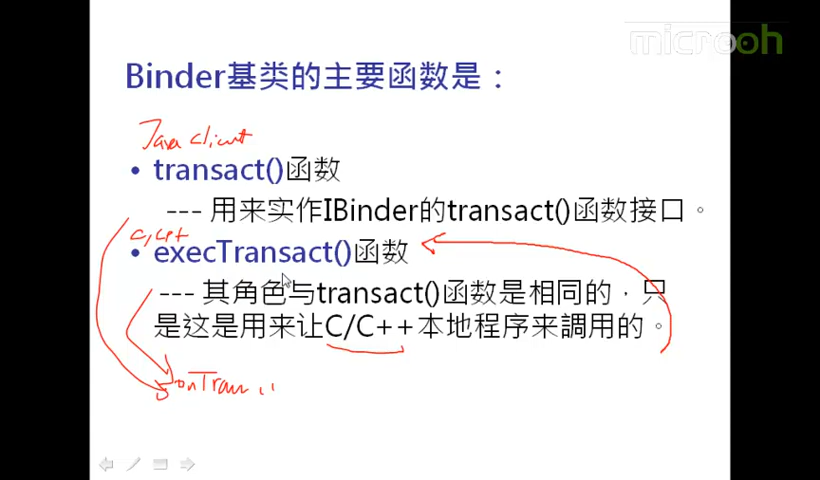 microoh
Binder基类的主要函数是：
Java client
• transact()函数
--- 用来实作IBinder的transact()函数接口。
C/C++
• execTransact()函数
--- 其角色与transact()函数是相同的，只
是这是用来让C/C++本地程序来調用的。
onTran